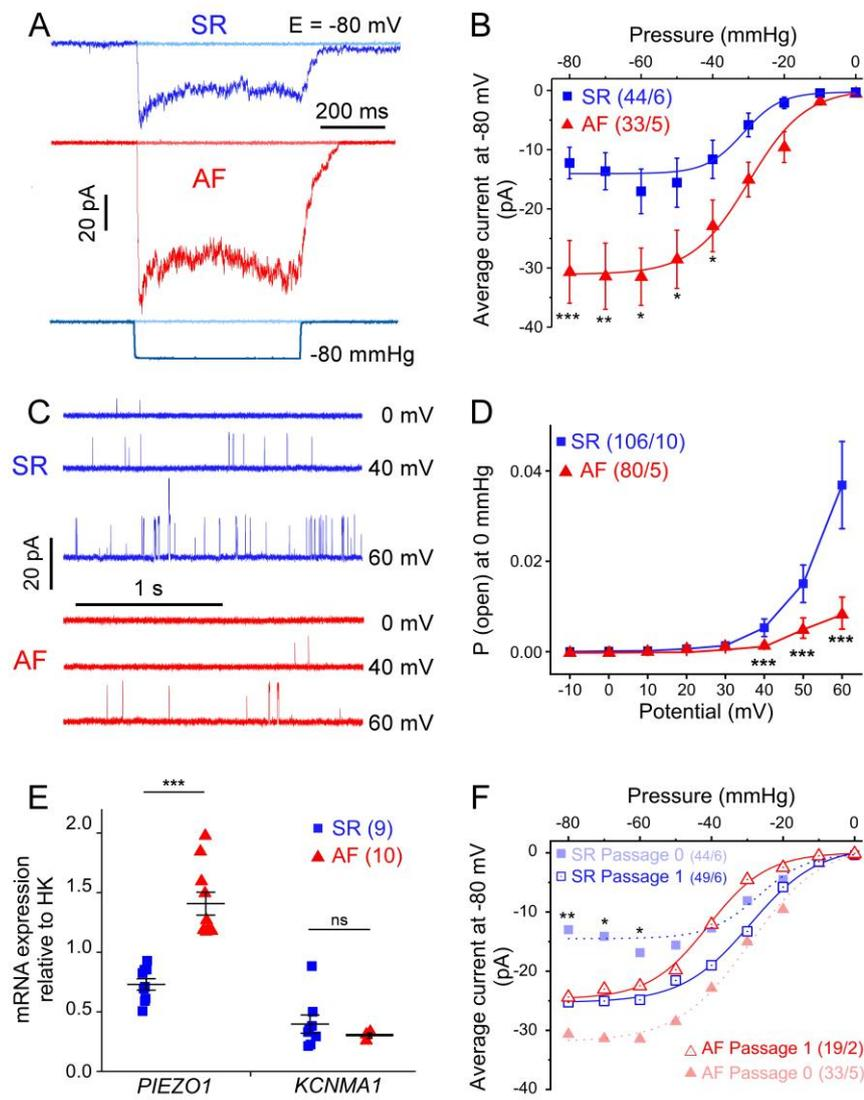 A
SR
E = -80 mV
200 ms
AF
20 pA
-80 mmHg
B
Pressure (mmHg)
-80 -60 -40 -20 0
SR (44/6)
AF (33/5)
Average current at -80 mV
(pA)
0
-10
-20
-30
-40
*** ** * * *
C
0 mV
SR
40 mV
60 mV
20 pA
1 s
0 mV
AF
40 mV
60 mV
D
SR (106/10)
AF (80/5)
P (open) at 0 mmHg
0.04
0.02
0.00
*** *** ***
-10 0 10 20 30 40 50 60
Potential (mV)
E
***
SR (9)
AF (10)
ns
mRNA expression
relative to HK
2.0
1.5
1.0
0.5
0.0
PIEZO1 KCNMA1
F
Pressure (mmHg)
-80 -60 -40 -20 0
SR Passage 0 (44/6)
SR Passage 1 (49/6)
** * *
Average current at -80 mV
(pA)
0
-10
-20
-30
-40
AF Passage 1 (19/2)
AF Passage 0 (33/5)